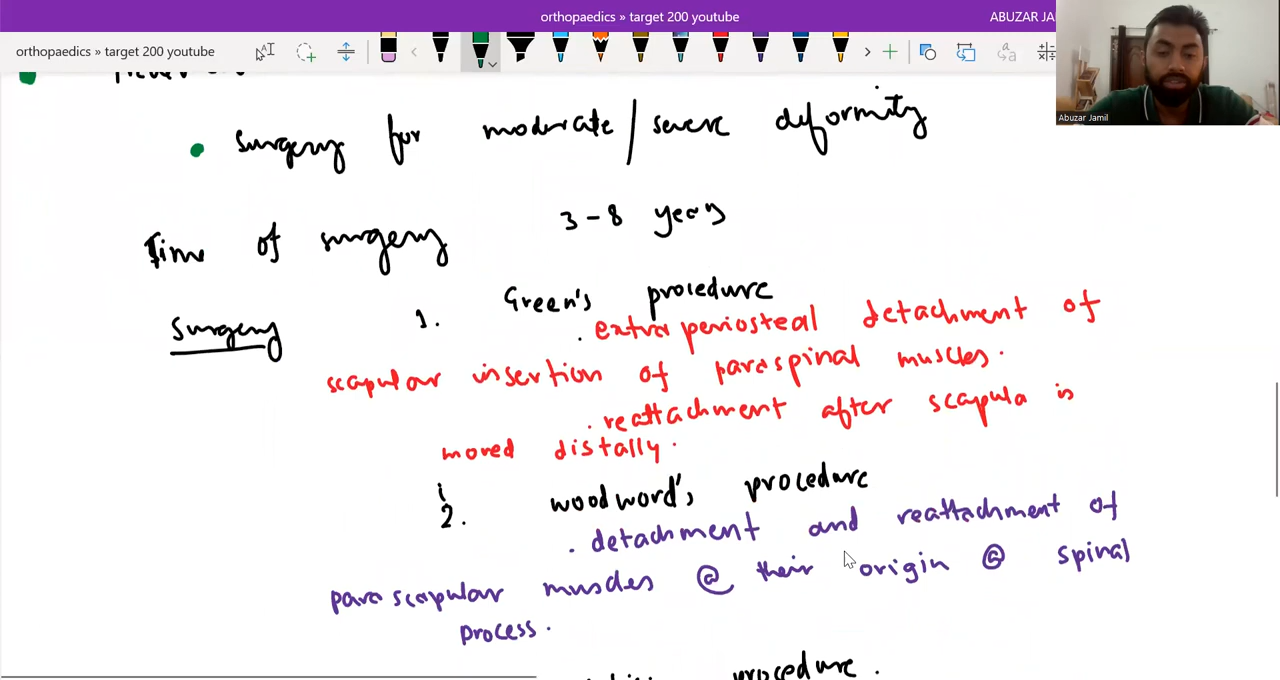 orthopaedics » target 200 youtube
ABUZAR JA
orthopaedics » target 200 youtube
Abuzar Jamil
surgery for moderate/severe deformity
Time of surgery 3-8 years
Surgery 1. Green's procedure
. extra periosteal detachment of
scapular insertion of paraspinal muscles.
. reattachment after scapula is
moved distally.
2. woodword's procedure
. detachment and reattachment of
parascapular muscles @ their origin @ spinal
process.
procedure.